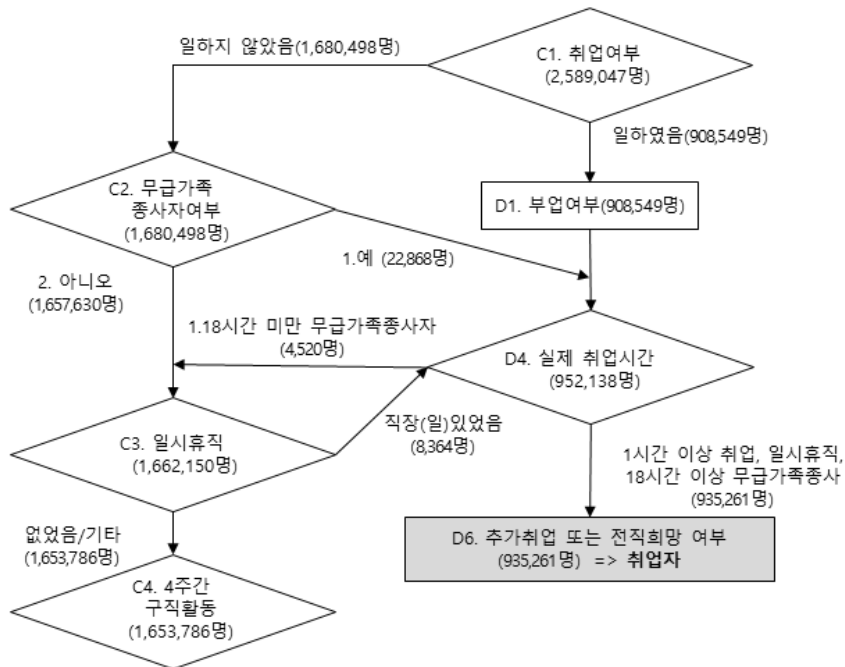 일하지 않았음(1,680,498명)
C1. 취업여부
(2,589,047명)
일하였음(908,549명)
C2. 무급가족
종사자여부
(1,680,498명)
D1. 부업여부(908,549명)
1.예 (22,868명)
2. 아니오
(1,657,630명)
1.18시간 미만 무급가족종사자
(4,520명)
D4. 실제 취업시간
(952,138명)
C3. 일시휴직
(1,662,150명)
직장(일)있었음
(8,364명)
1시간 이상 취업, 일시휴직,
18시간 이상 무급가족종사
(935,261명)
없었음/기타
(1,653,786명)
D6. 추가취업 또는 전직희망 여부
(935,261명) => 취업자
C4. 4주간
구직활동
(1,653,786명)